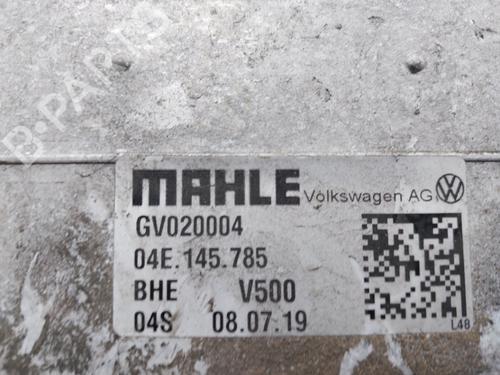 B-PARTS
MAHLE Volkswagen AG
GV020004
04E.145.785
BHE V500
04S 08.07.19
L48